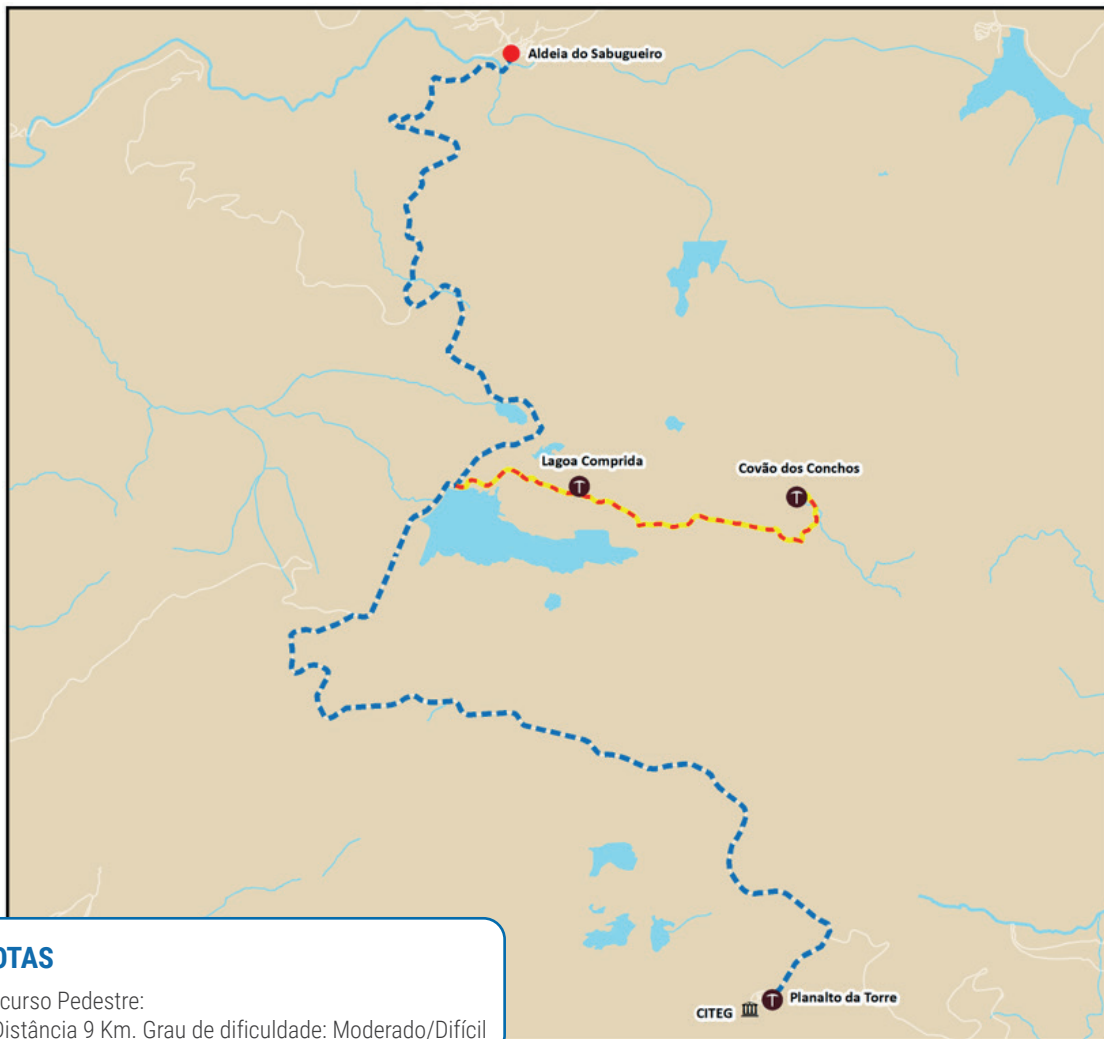 Aldeia do Sabugueiro
Lagoa Comprida
Covão dos Conchos
Planalto da Torre
CITEG
OTAS
curso Pedestre:
Distância 9 Km. Grau de dificuldade: Moderado/Difícil